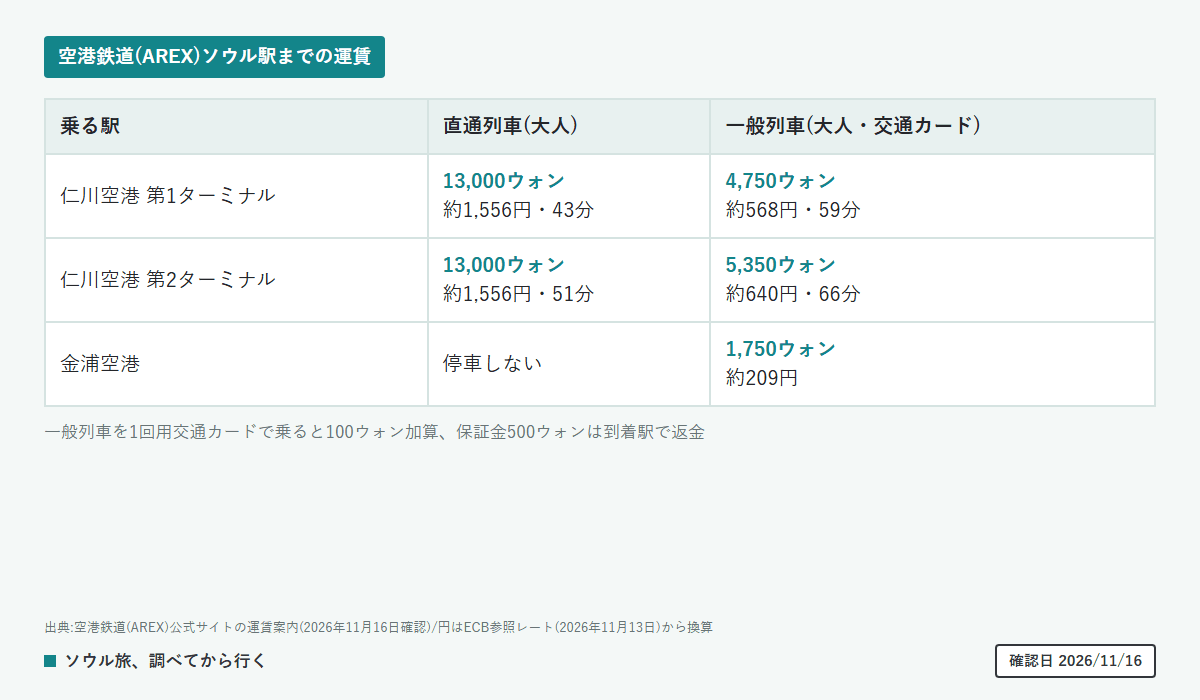 空港鉄道(AREX)ソウル駅までの運賃
乗る駅
直通列車(大人)
一般列車(大人・交通カード)
仁川空港 第1ターミナル
13,000ウォン
約1,556円・43分
4,750ウォン
約568円・59分
仁川空港 第2ターミナル
13,000ウォン
約1,556円・51分
5,350ウォン
約640円・66分
金浦空港
停車しない
1,750ウォン
約209円
一般列車を1回用交通カードで乗ると100ウォン加算、保証金500ウォンは到着駅で返金
出典:空港鉄道(AREX)公式サイトの運賃案内(2026年11月16日確認)/円はECB参照レート(2026年11月13日)から換算
ソウル旅、調べてから行く
確認日 2026/11/16